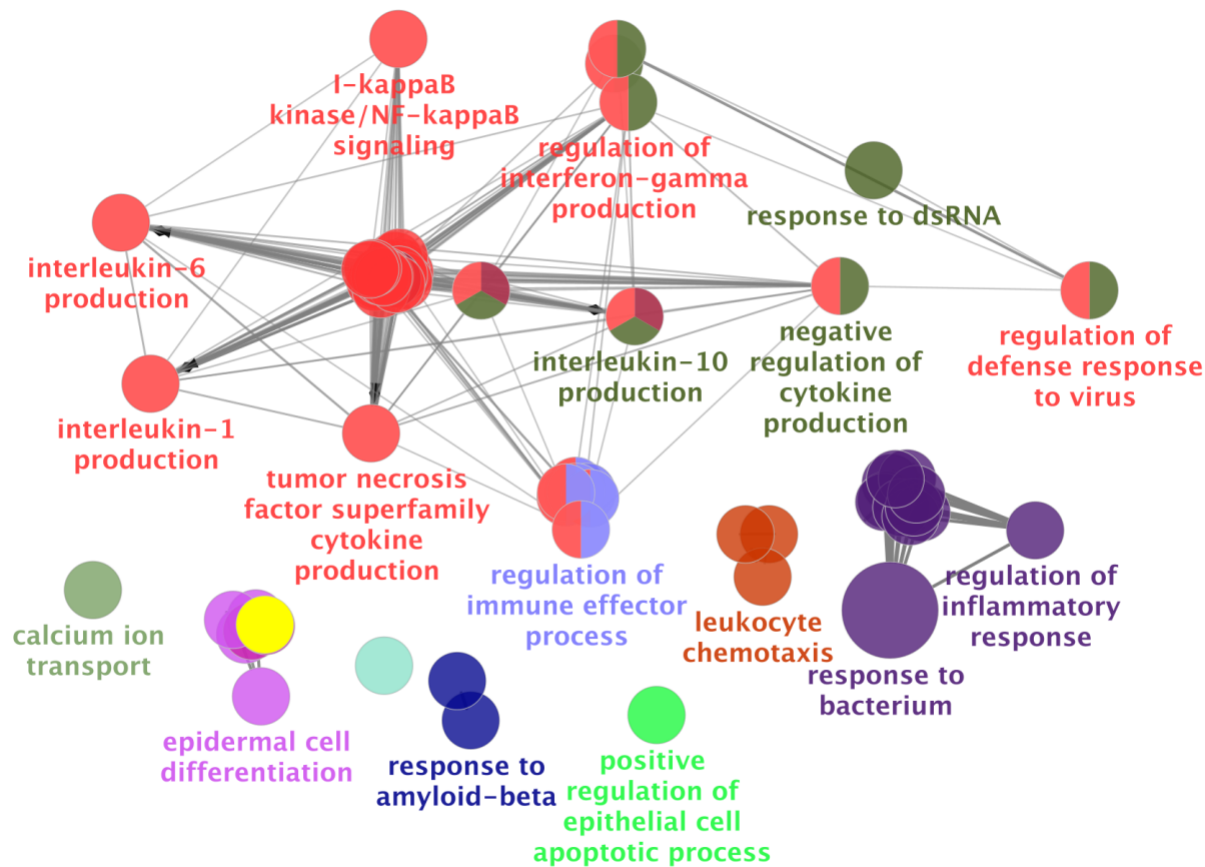 I-kappaB
kinase/NF-kappaB
signaling
regulation of
interferon-gamma
production
response to dsRNA
interleukin-6
production
interleukin-10
production
negative
regulation of
cytokine
production
regulation of
defense response
to virus
interleukin-1
production
tumor necrosis
factor superfamily
cytokine
production
regulation of
immune effector
process
leukocyte
chemotaxis
regulation of
inflammatory
response
response to
bacterium
calcium ion
transport
epidermal cell
differentiation
response to
amyloid-beta
positive
regulation of
epithelial cell
apoptotic process